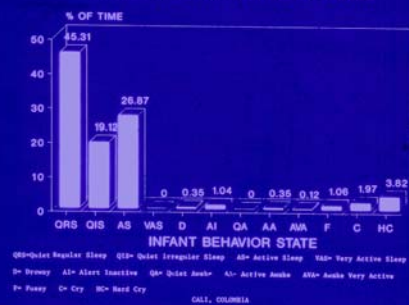 % OF TIME
50
45.31
40
30
26.87
20
19.12
10
0
0 0.35 1.04 0 0.35 0.12 1.06 1.97 3.82
QRS QIS AS VAS D AI QA AA AVA F C HC
INFANT BEHAVIOR STATE
QRS=Quiet Regular Sleep QIS= Quiet Irregular Sleep AS= Active Sleep VAS= Very Active Sleep
D= Drowsy AI= Alert Inactive QA= Quiet Awake AA= Active Awake AVA= Awake Very Active
F= Fussy C= Cry HC= Hard Cry
CALI, COLOMBIA